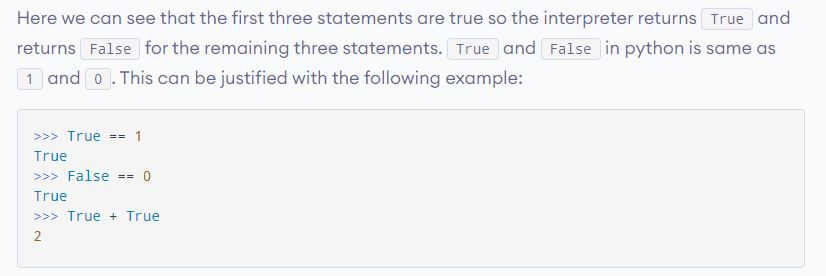 Here we can see that the first three statements are true so the interpreter returns True and
returns False for the remaining three statements. True and False in python is same as
1 and 0. This can be justified with the following example:
>>> True == 1
True
>>> False == 0
True
>>> True + True
2